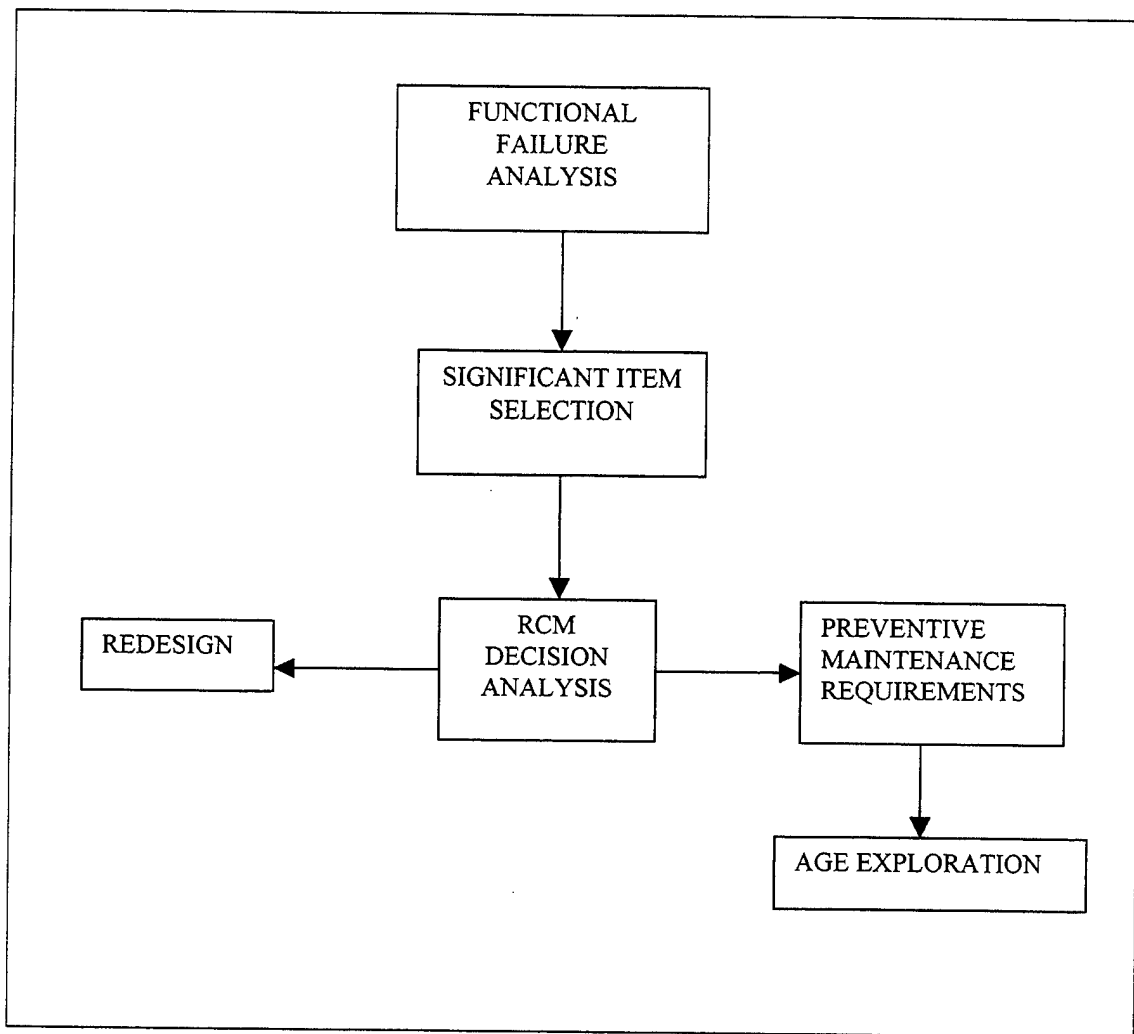 FUNCTIONAL
FAILURE
ANALYSIS
SIGNIFICANT ITEM
SELECTION
RCM
DECISION
ANALYSIS
REDESIGN
PREVENTIVE
MAINTENANCE
REQUIREMENTS
AGE EXPLORATION